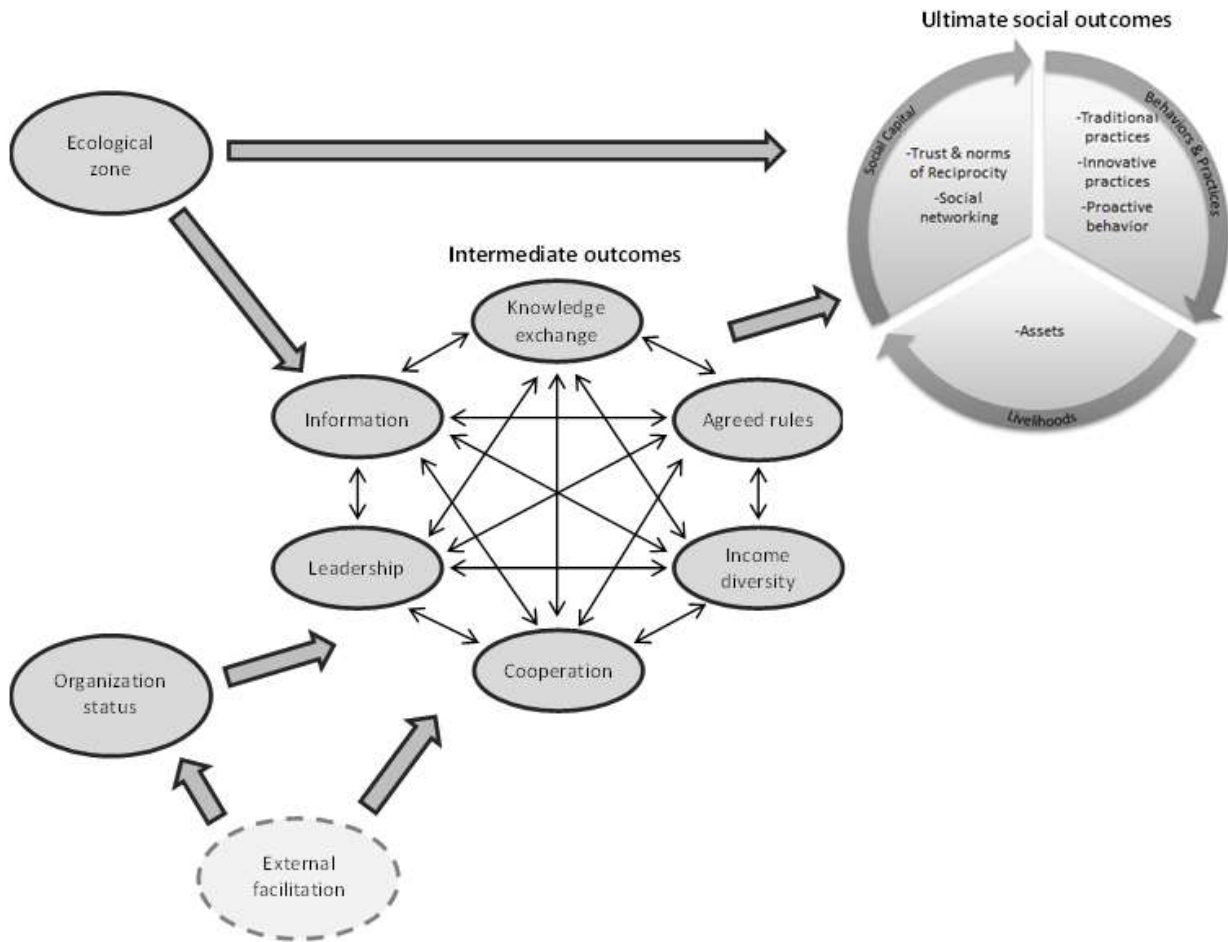 Ultimate social outcomes
Ecological
zone
Social Capital
Behaviors & Practices
-Trust & norms
of Reciprocity
-Social
networking
-Traditional
practices
-Innovative
practices
-Proactive
behavior
-Assets
Livelihoods
Intermediate outcomes
Knowledge
exchange
Information
Agreed rules
Leadership
Income
diversity
Cooperation
Organization
status
External
facilitation